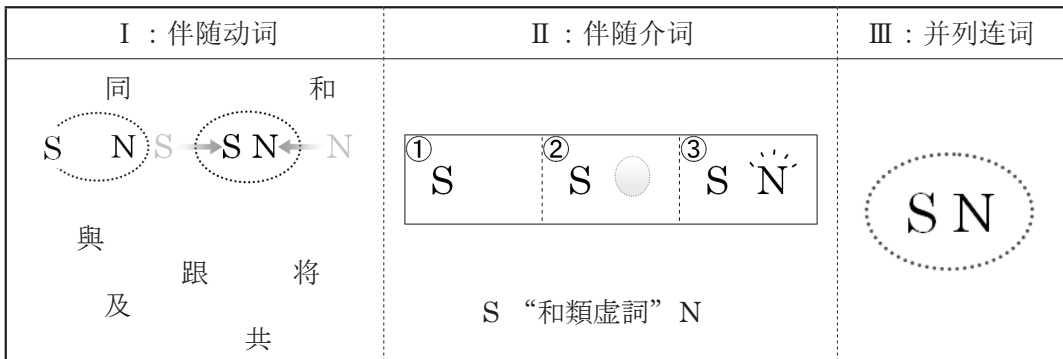 Ⅰ:伴随动词
Ⅱ:伴随介词
Ⅲ:并列连词
同 和
S N S S N N
與
跟 将
及
共
① S ② S ③ S N
S “和類虚詞” N
S N